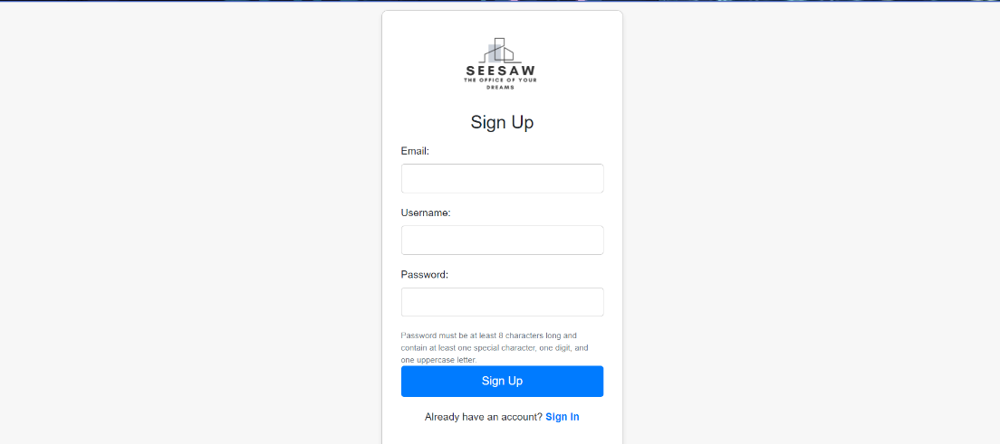 SEESAW
THE OFFICE OF YOUR
DREAMS
Sign Up
Email:
Username:
Password:
Password must be at least 8 characters long and
contain at least one special character, one digit, and
one uppercase letter.
Sign Up
Already have an account? Sign In